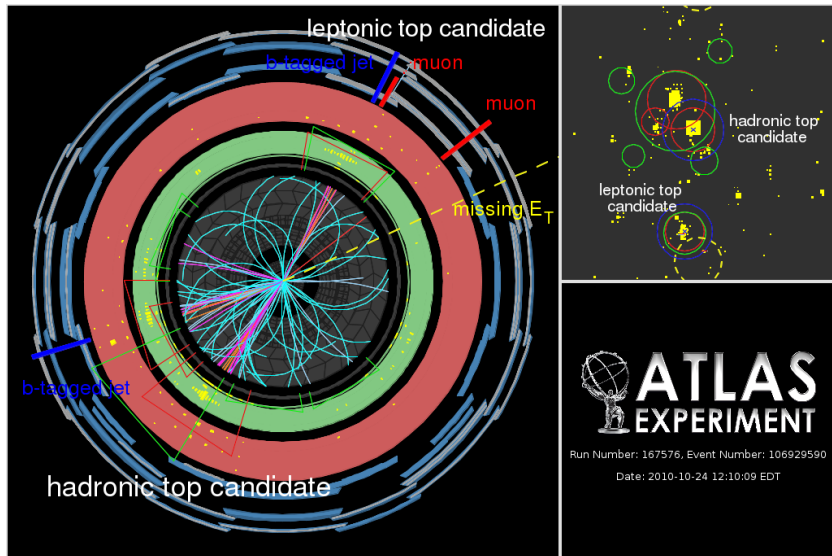 leptonic top candidate
b-tagged jet
muon
muon
missing E_T
b-tagged jet
hadronic top candidate
hadronic top
candidate
leptonic top
candidate
ATLAS
EXPERIMENT
Run Number: 167576, Event Number: 106929590
Date: 2010-10-24 12:10:09 EDT